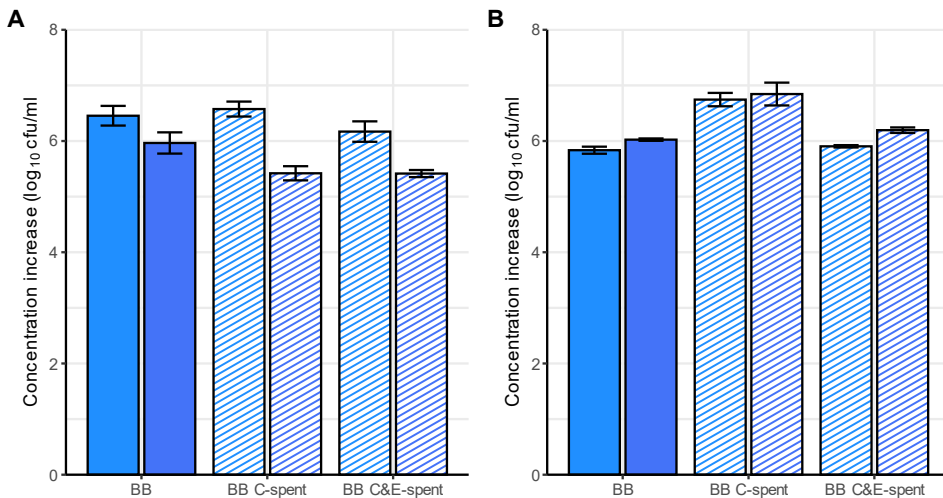 A
B
Concentration increase (log10 cfu/ml)
8
6
4
2
0
BB
BB C-spent
BB C&E-spent
Concentration increase (log10 cfu/ml)
8
6
4
2
0
BB
BB C-spent
BB C&E-spent